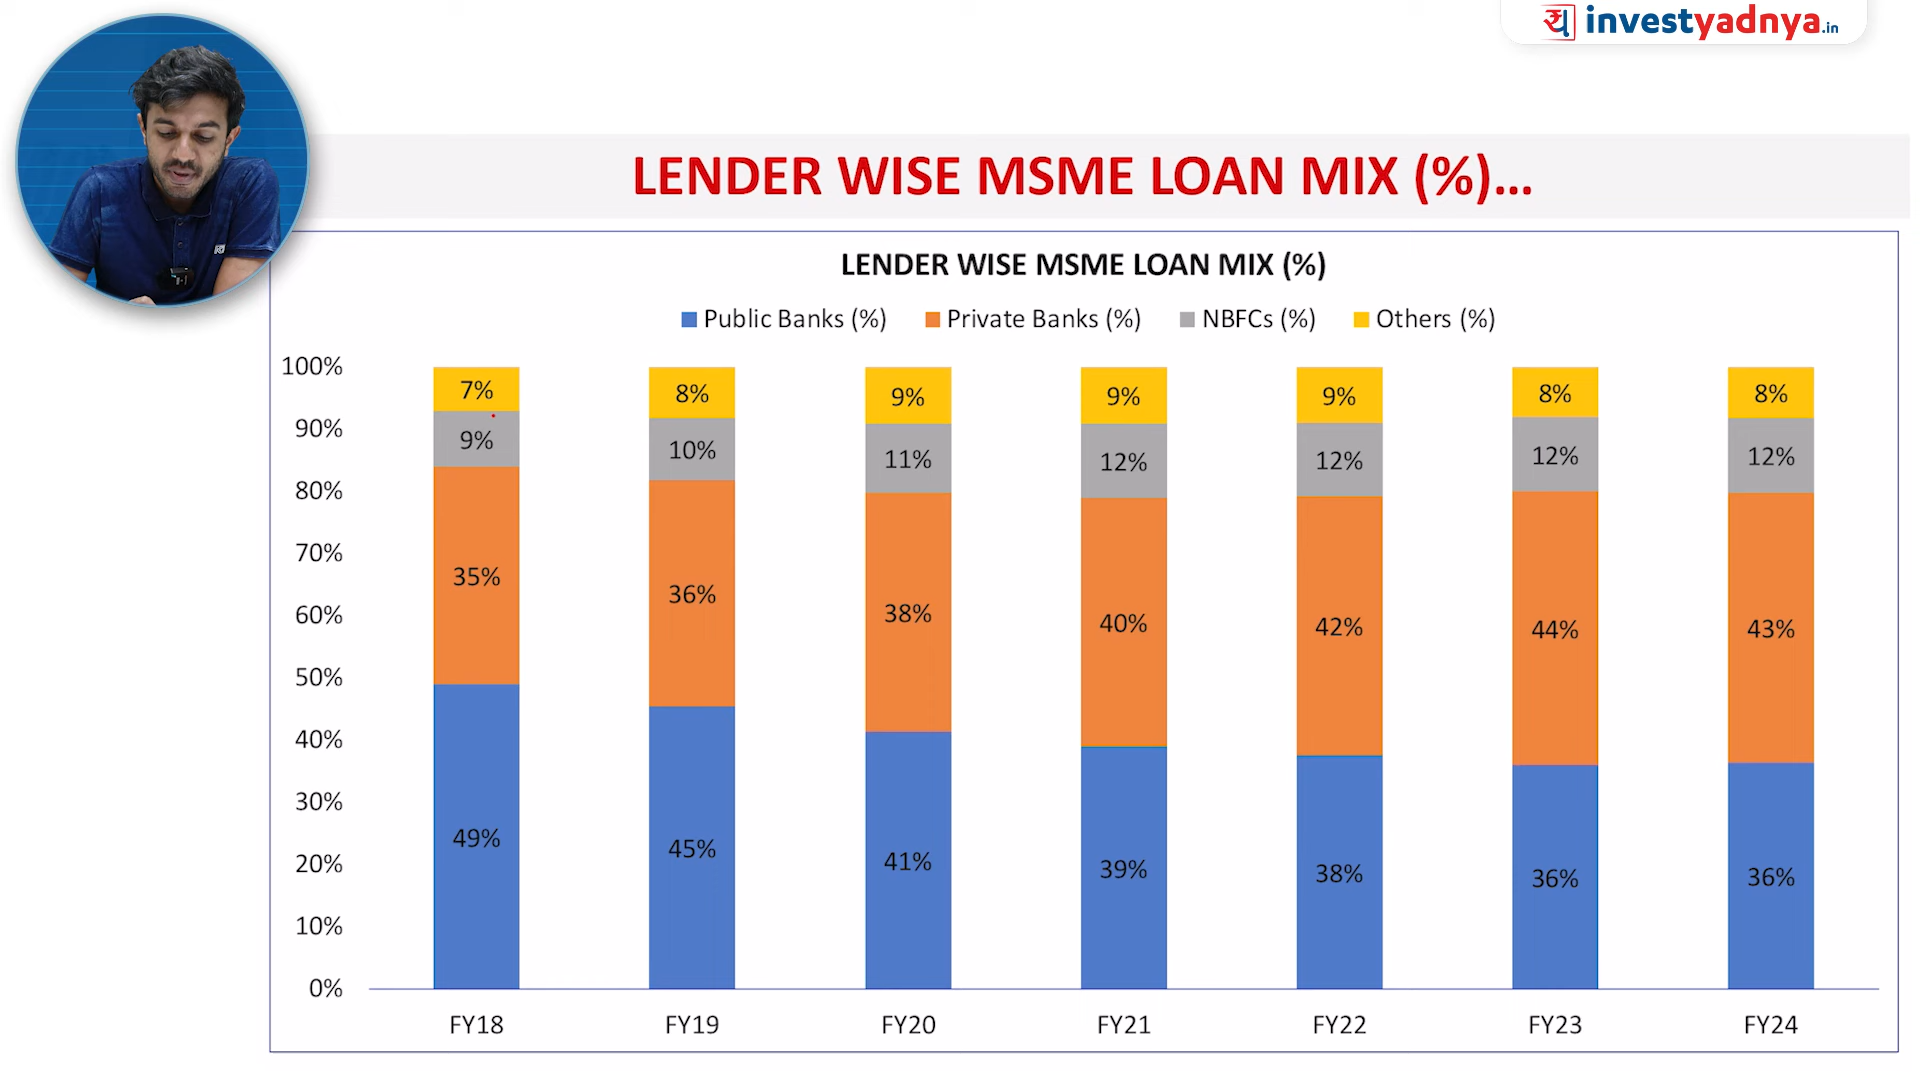 य investyadnya.in
LENDER WISE MSME LOAN MIX (%)...
LENDER WISE MSME LOAN MIX (%)
Public Banks (%) Private Banks (%) NBFCs (%) Others (%)
100%
90%
80%
70%
60%
50%
40%
30%
20%
10%
0%
7% 8% 9% 9% 9% 8% 8%
9% 10% 11% 12% 12% 12% 12%
35% 36% 38% 40% 42% 44% 43%
49% 45% 41% 39% 38% 36% 36%
FY18 FY19 FY20 FY21 FY22 FY23 FY24